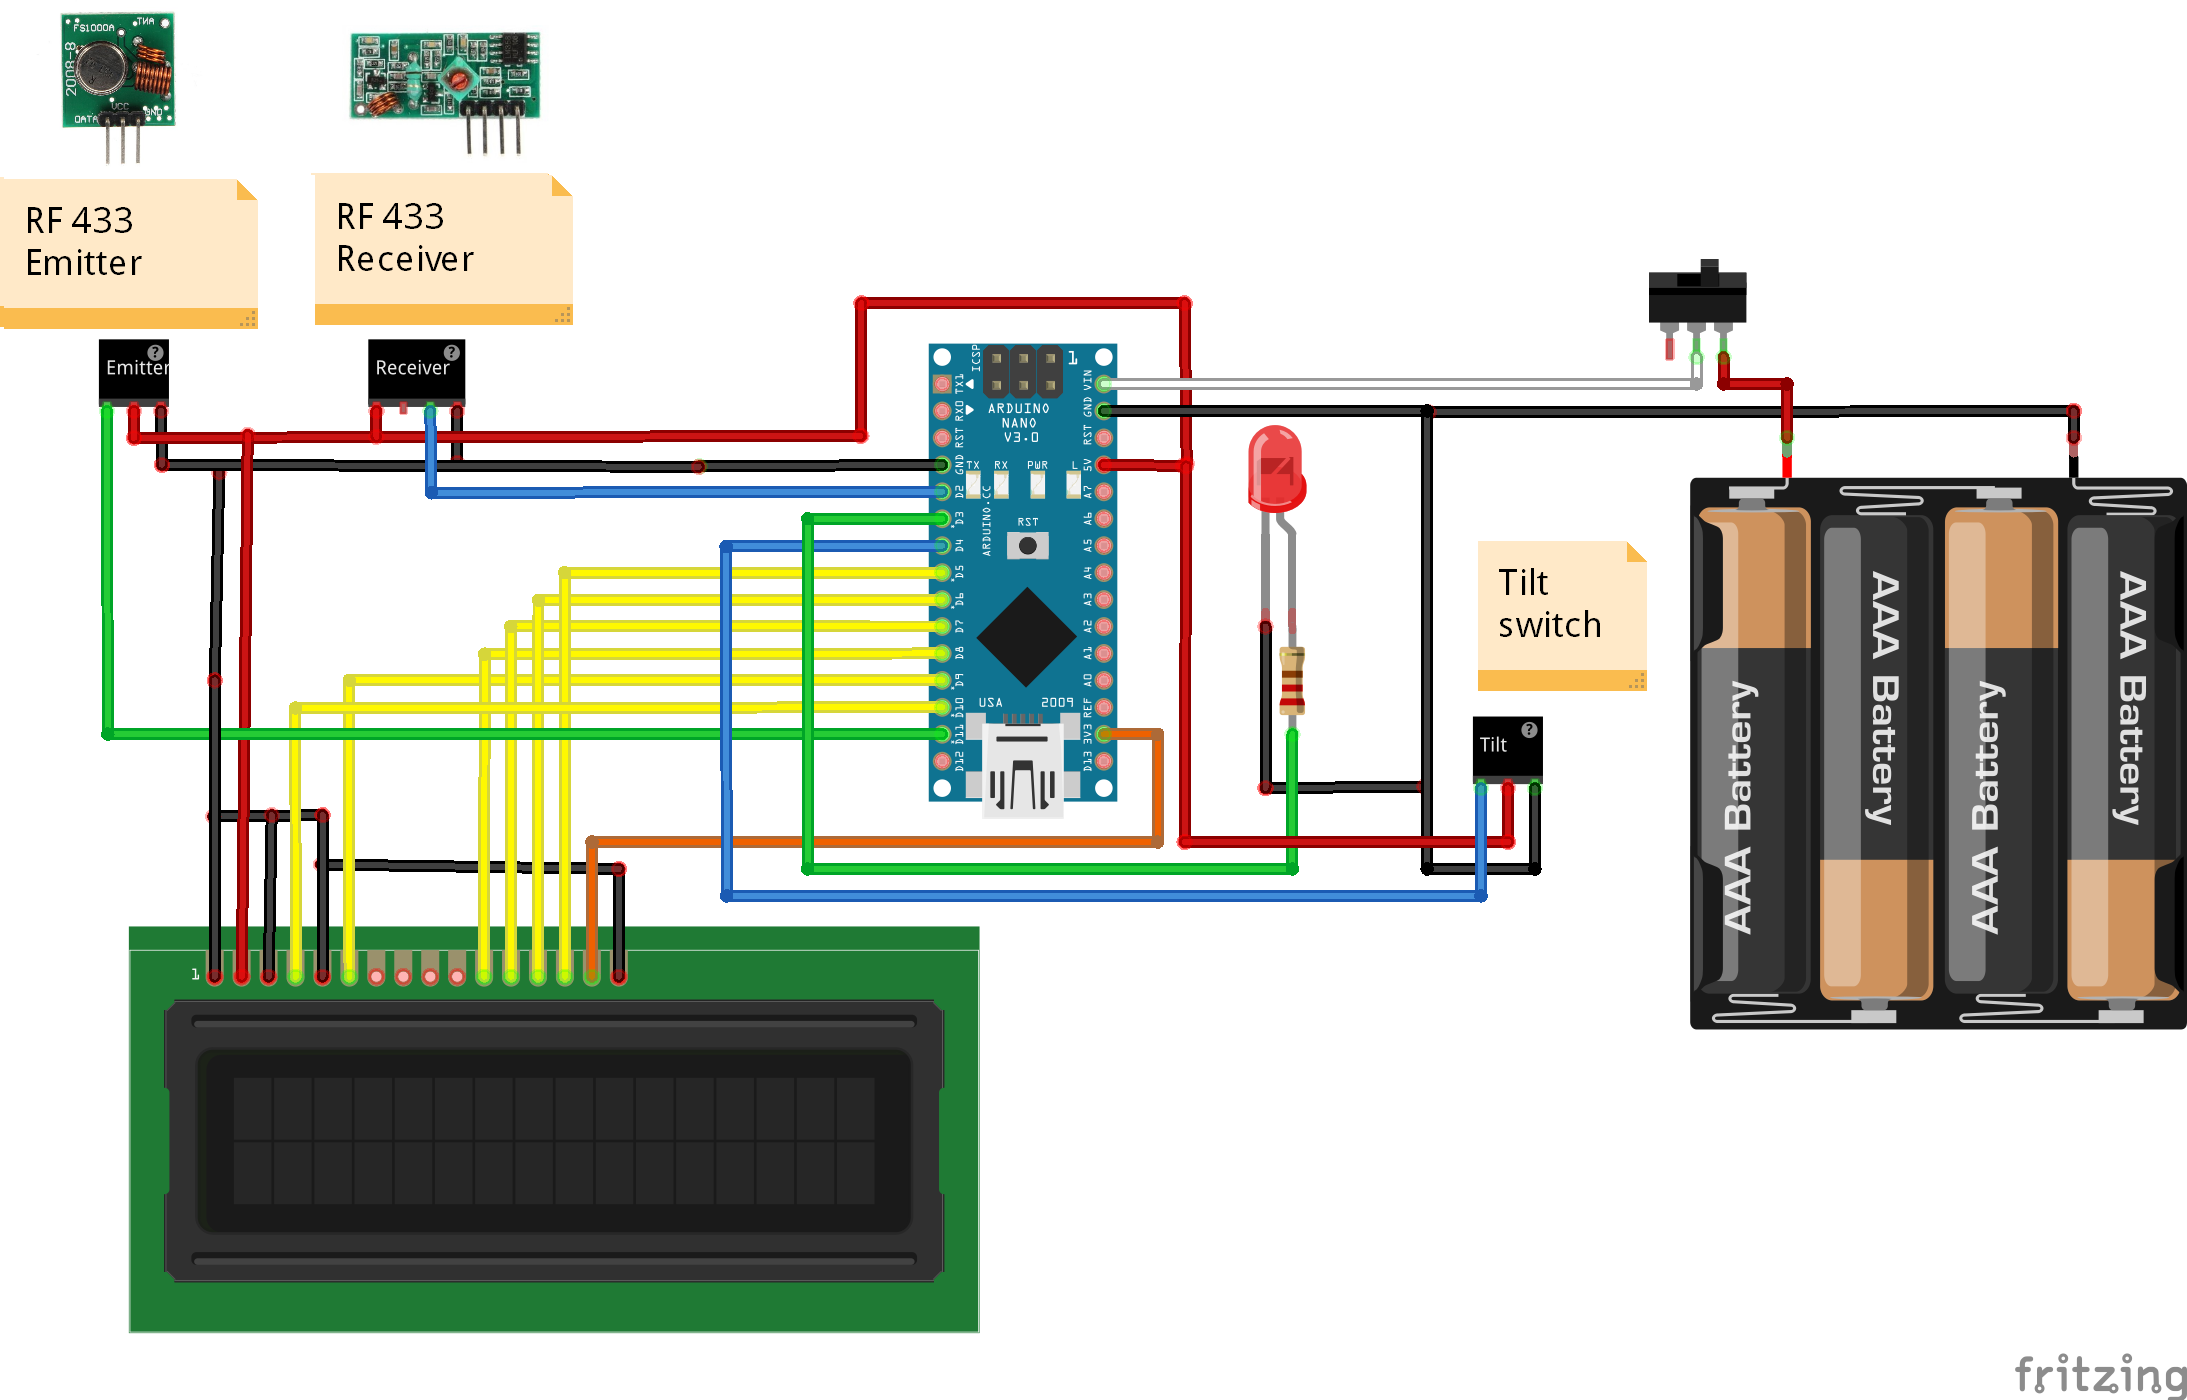 FS1000A
ANT
2008-8
VCC
DATA
GND
RF 433
Emitter
RF 433
Receiver
Emitter
?
Receiver
?
ICSP
1
TX1
RX0
RST
GND
D2
D3
D4
D5
D6
D7
D8
D9
D10
D11
D12
VIN
GND
RST
5V
A7
A6
A5
A4
A3
A2
A1
A0
REF
3V3
D13
ARDUINO
NANO
V3.0
TX
RX
PWR
L
ARDUINO.CC
RST
USA
2009
Tilt
switch
Tilt
?
AAA Battery
AAA Battery
AAA Battery
AAA Battery
1
fritzing